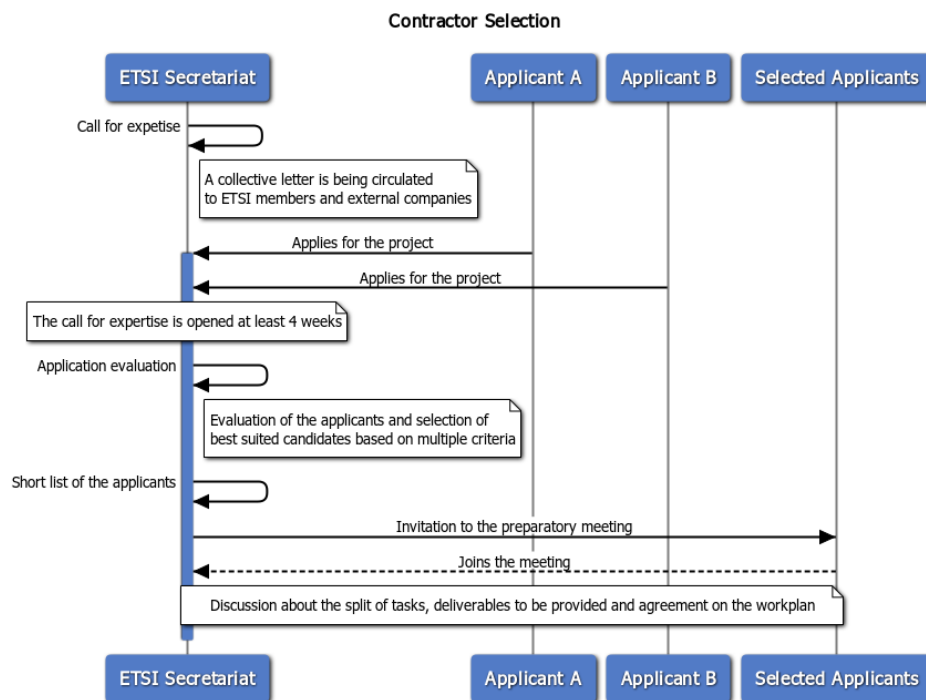 Contractor Selection
ETSI Secretariat
Applicant A
Applicant B
Selected Applicants
Call for expetise
A collective letter is being circulated
to ETSI members and external companies
Applies for the project
Applies for the project
The call for expertise is opened at least 4 weeks
Application evaluation
Evaluation of the applicants and selection of
best suited candidates based on multiple criteria
Short list of the applicants
Invitation to the preparatory meeting
Joins the meeting
Discussion about the split of tasks, deliverables to be provided and agreement on the workplan
ETSI Secretariat
Applicant A
Applicant B
Selected Applicants